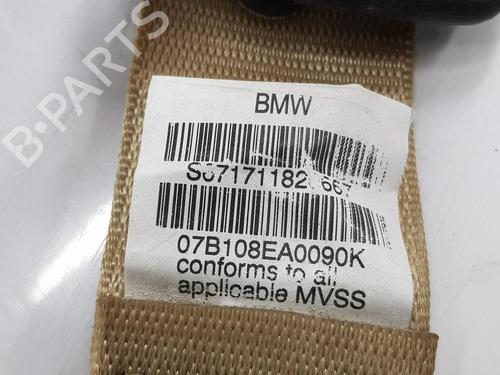 B-PARTS
BMW
07B108EA0090K
conforms to all
applicable MVSS